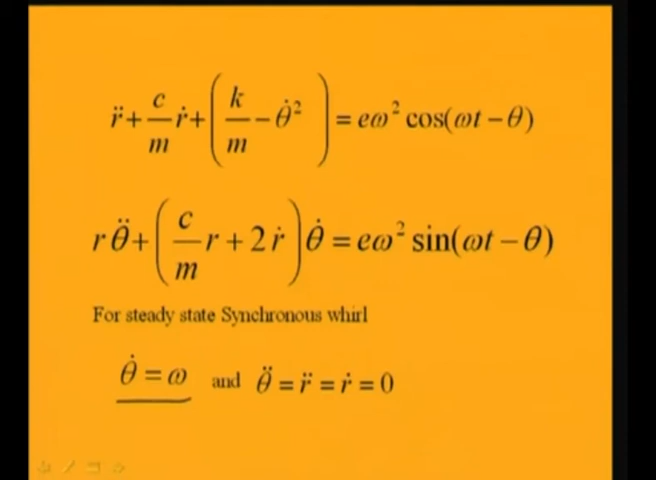 r̈ + c/m ṙ + (k/m − θ̇²) = eω² cos(ωt − θ)
rθ̈ + (c/m r + 2ṙ)θ̇ = eω² sin(ωt − θ)
For steady state Synchronous whirl
θ̇ = ω and θ̈ = r̈ = ṙ = 0